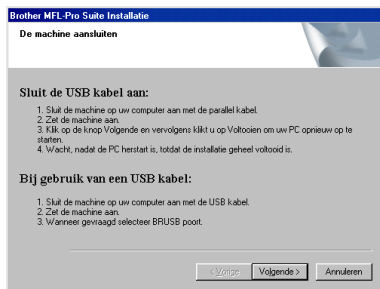 Brother MFL-Pro Suite Installatie
De machine aansluiten
Sluit de USB kabel aan:
1. Sluit de machine op uw computer aan met de parallel kabel.
2. Zet de machine aan.
3. Klik op de knop Volgende en vervolgens klikt u op Voltooien om uw PC opnieuw op te
starten.
4. Wacht, nadat de PC herstart is, totdat de installatie geheel voltooid is.
Bij gebruik van een USB kabel:
1. Sluit de machine op uw computer aan met de USB kabel.
2. Zet de machine aan.
3. Wanneer gevraagd selecteer BRUSB poort.
< Vorige Volgende > Annuleren